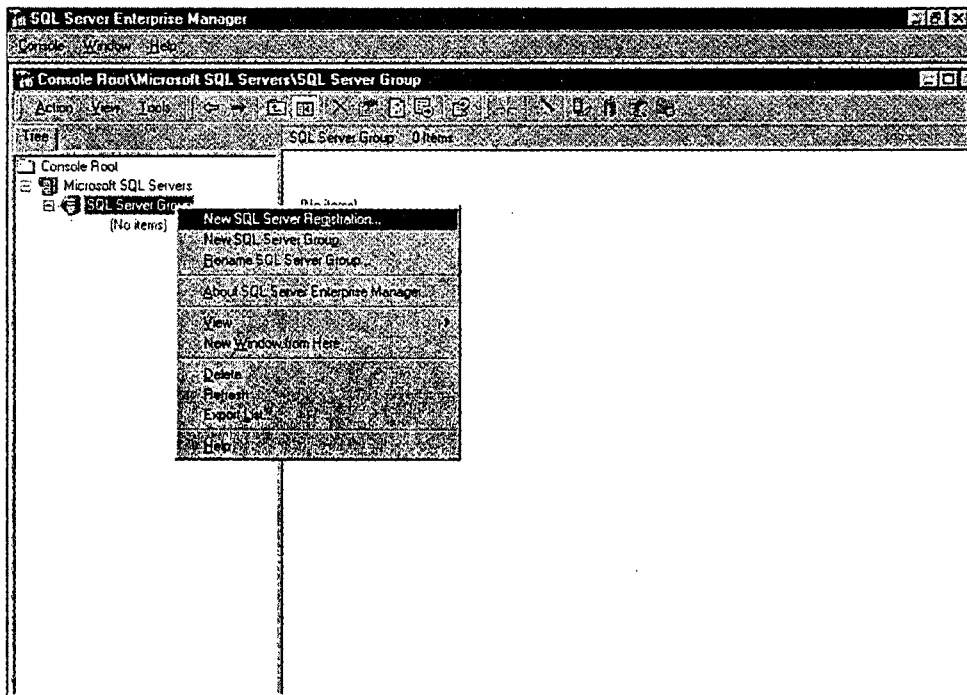 SQL Server Enterprise Manager
Console Window Help
Console Root\Microsoft SQL Servers\SQL Server Group
Action View Tools
Tree
SQL Server Group 0 Items
Console Root
Microsoft SQL Servers
SQL Server Group
(No items)
(No items)
New SQL Server Registration...
New SQL Server Group...
Rename SQL Server Group...
About SQL Server Enterprise Manager...
View
New Window from Here
Delete
Refresh
Export List...
Help